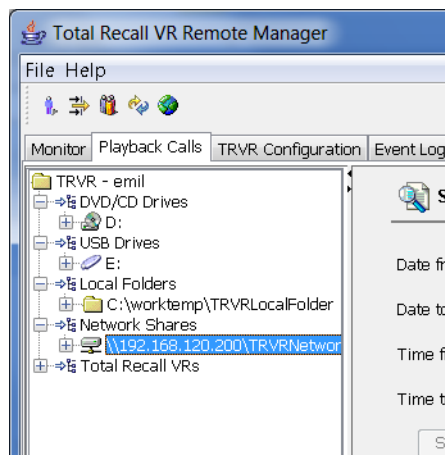 Total Recall VR Remote Manager
File Help
Monitor Playback Calls TRVR Configuration Event Log
TRVR - emil
DVD/CD Drives
D:
USB Drives
E:
Local Folders
C:\worktemp\TRVRLocalFolder
Network Shares
\\192.168.120.200\TRVRNetwor
Total Recall VRs
S
Date fr
Date to
Time f
Time t
S